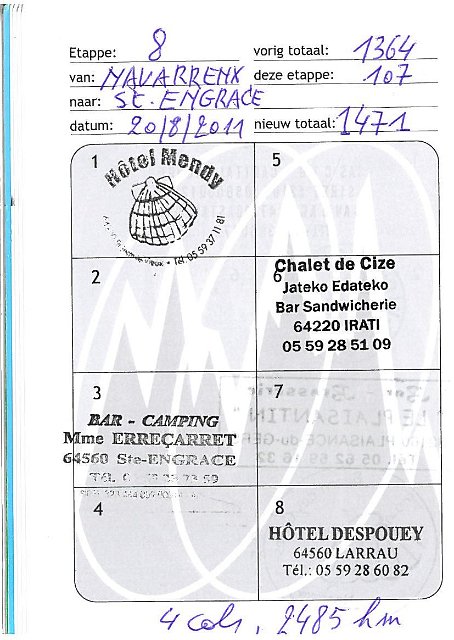 Etappe: 8 vorig totaal: 1364
van: NAVARRENX deze etappe: 107
naar: St. ENGRACE
datum: 20/8/2011 nieuw totaal: 1471
1
Hôtel Mendy
Tél. 05 59 37 11 81
5
2
6
Chalet de Cize
Jateko Edateko
Bar Sandwicherie
64220 IRATI
05 59 28 51 09
3
BAR - CAMPING
Mme ERREÇARRET
64560 Ste-ENGRACE
7
4
8
HÔTEL DESPOUEY
64560 LARRAU
Tél.: 05 59 28 60 82
4 cols, 2485 hm